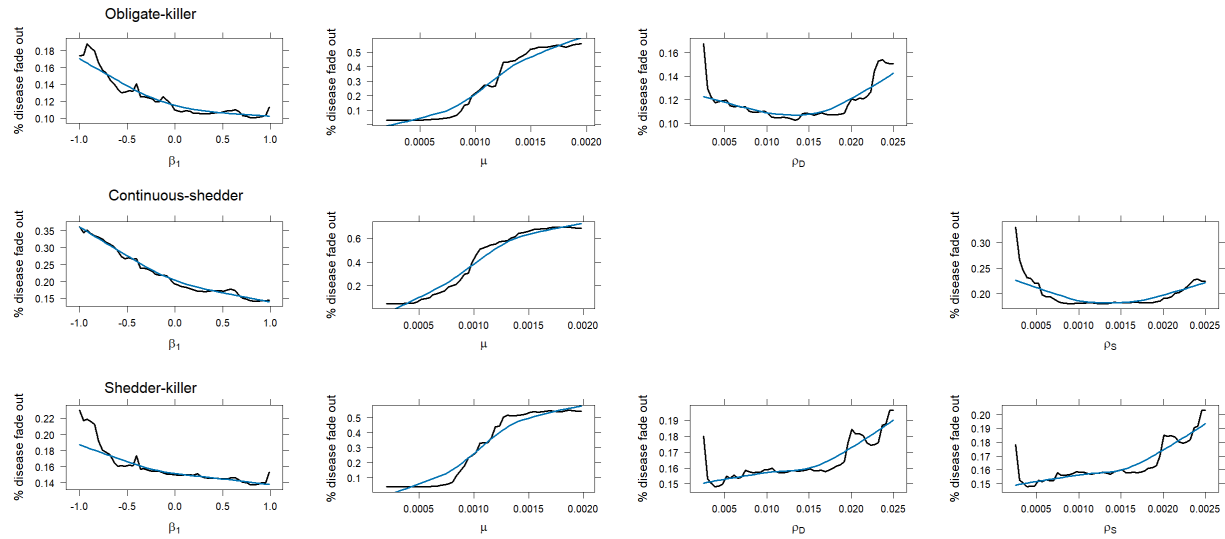 Obligate-killer
% disease fade out
0.18
0.16
0.14
0.12
0.10
-1.0 -0.5 0.0 0.5 1.0
β1
% disease fade out
0.5
0.4
0.3
0.2
0.1
0.0005 0.0010 0.0015 0.0020
μ
% disease fade out
0.16
0.14
0.12
0.10
0.005 0.010 0.015 0.020 0.025
ρD
Continuous-shedder
% disease fade out
0.35
0.30
0.25
0.20
0.15
-1.0 -0.5 0.0 0.5 1.0
β1
% disease fade out
0.6
0.4
0.2
0.0005 0.0010 0.0015 0.0020
μ
% disease fade out
0.30
0.25
0.20
0.0005 0.0010 0.0015 0.0020 0.0025
ρS
Shedder-killer
% disease fade out
0.22
0.20
0.18
0.16
0.14
-1.0 -0.5 0.0 0.5 1.0
β1
% disease fade out
0.5
0.4
0.3
0.2
0.1
0.0005 0.0010 0.0015 0.0020
μ
% disease fade out
0.19
0.18
0.17
0.16
0.15
0.005 0.010 0.015 0.020 0.025
ρD
% disease fade out
0.20
0.19
0.18
0.17
0.16
0.15
0.0005 0.0010 0.0015 0.0020 0.0025
ρS